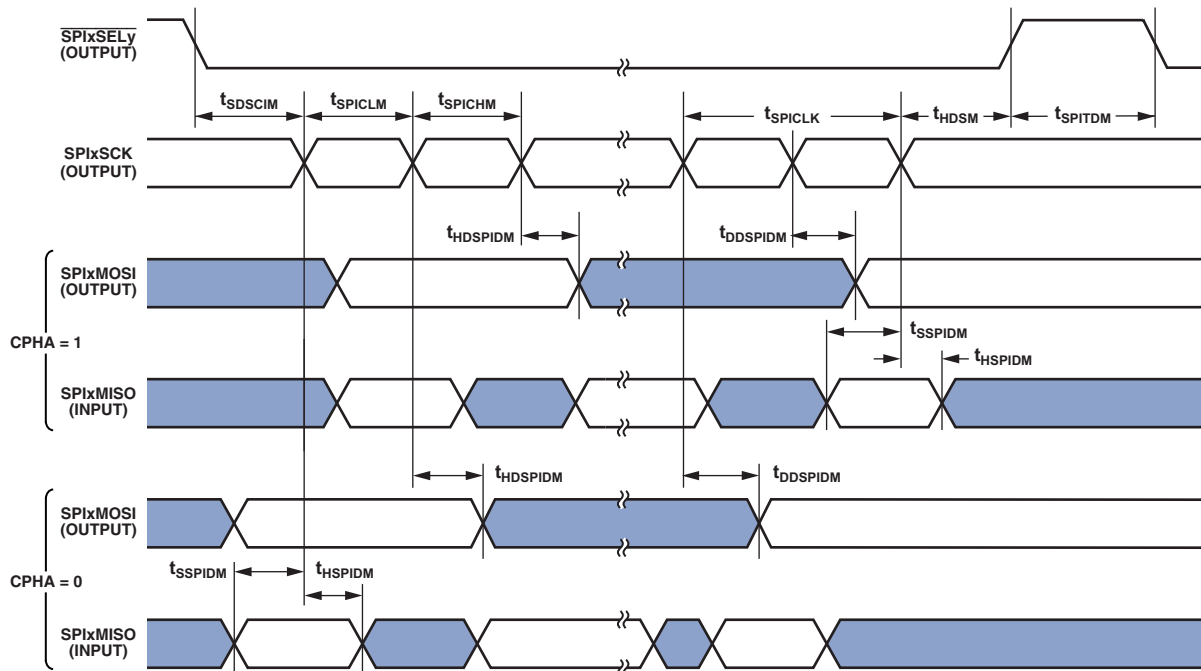 SPIxSELy
(OUTPUT)
tSDSCIM
tSPICLM
tSPICHM
tSPICLK
tHDSM
tSPITDM
SPIxSCK
(OUTPUT)
tHDSPIDM
tDDSPIDM
SPIxMOSI
(OUTPUT)
tSSPIDM
CPHA = 1
tHSPIDM
SPIxMISO
(INPUT)
tHDSPIDM
tDDSPIDM
SPIxMOSI
(OUTPUT)
tSSPIDM
tHSPIDM
CPHA = 0
SPIxMISO
(INPUT)